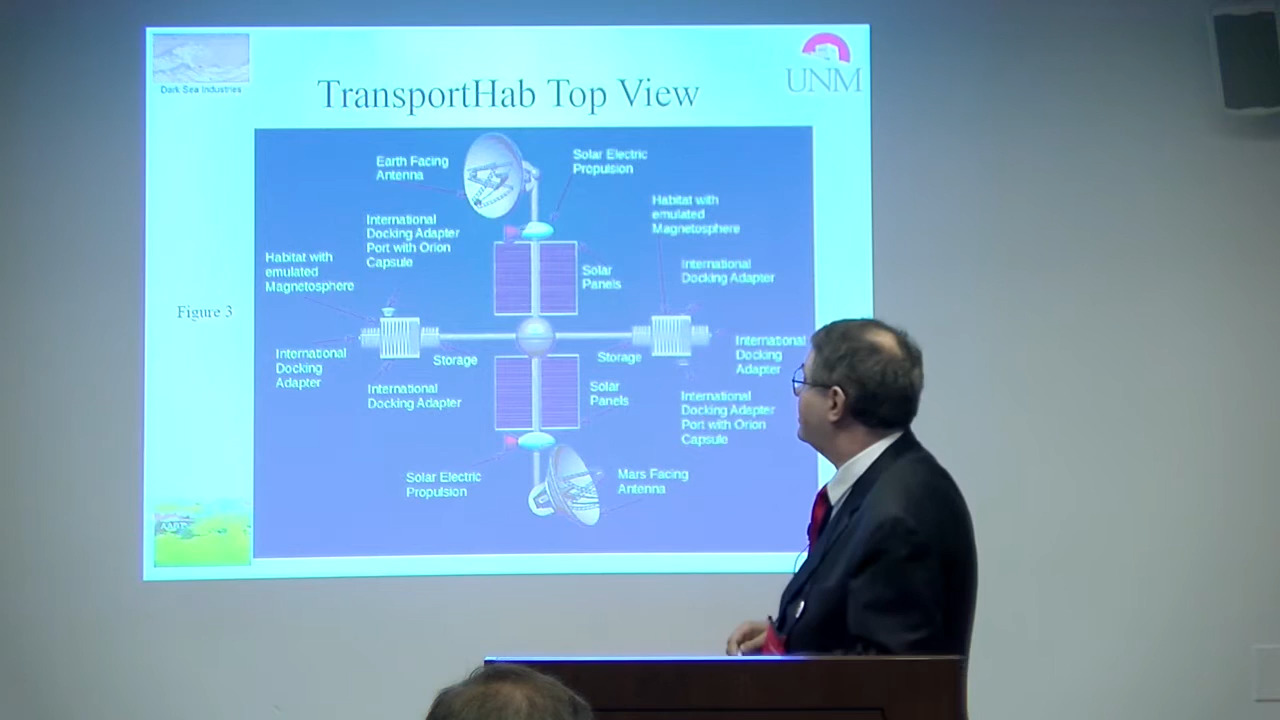 Dark Sea Industries
UNM
TransportHab Top View
Earth Facing
Antenna
Solar Electric
Propulsion
International
Docking Adapter
Port with Orion
Capsule
Habitat with
emulated
Magnetosphere
Habitat with
emulated
Magnetosphere
International
Docking Adapter
Solar
Panels
Figure 3
International
Docking
Adapter
Storage
Storage
International
Docking
Adapter
International
Docking Adapter
Solar
Panels
International
Docking Adapter
Port with Orion
Capsule
Solar Electric
Propulsion
Mars Facing
Antenna